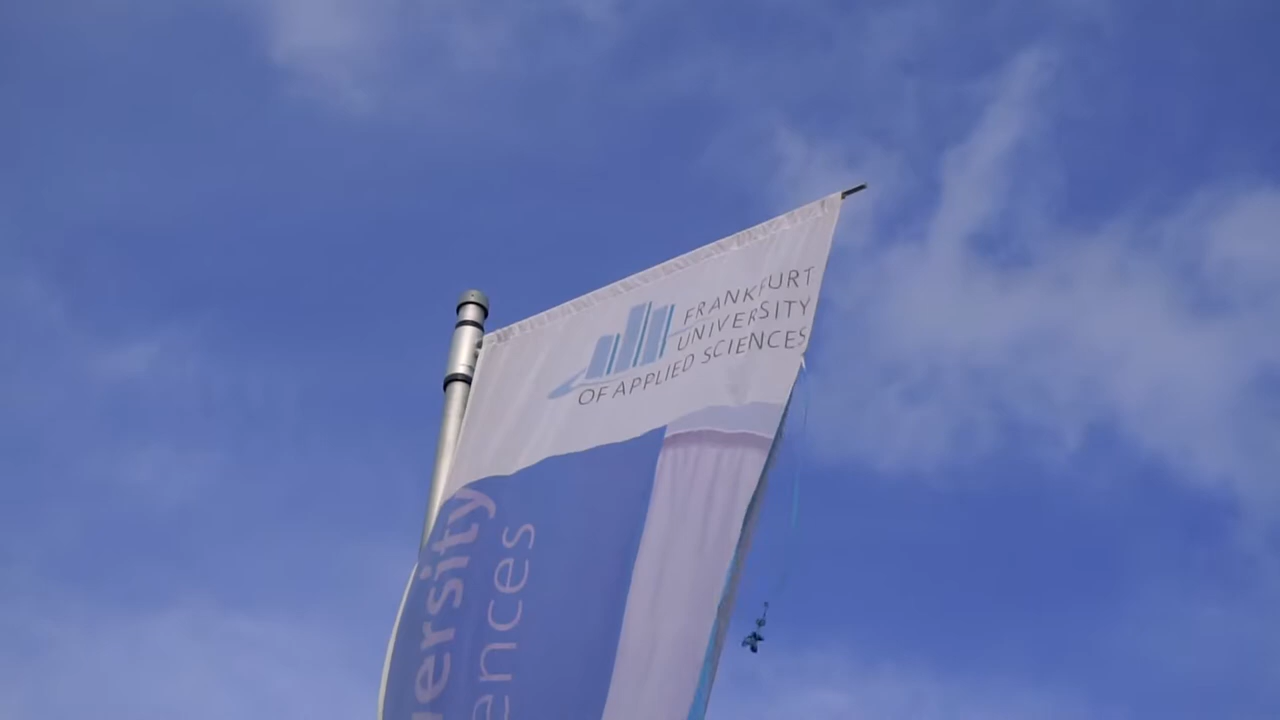 FRANKFURT
UNIVERSITY
OF APPLIED SCIENCES
ersity
ences